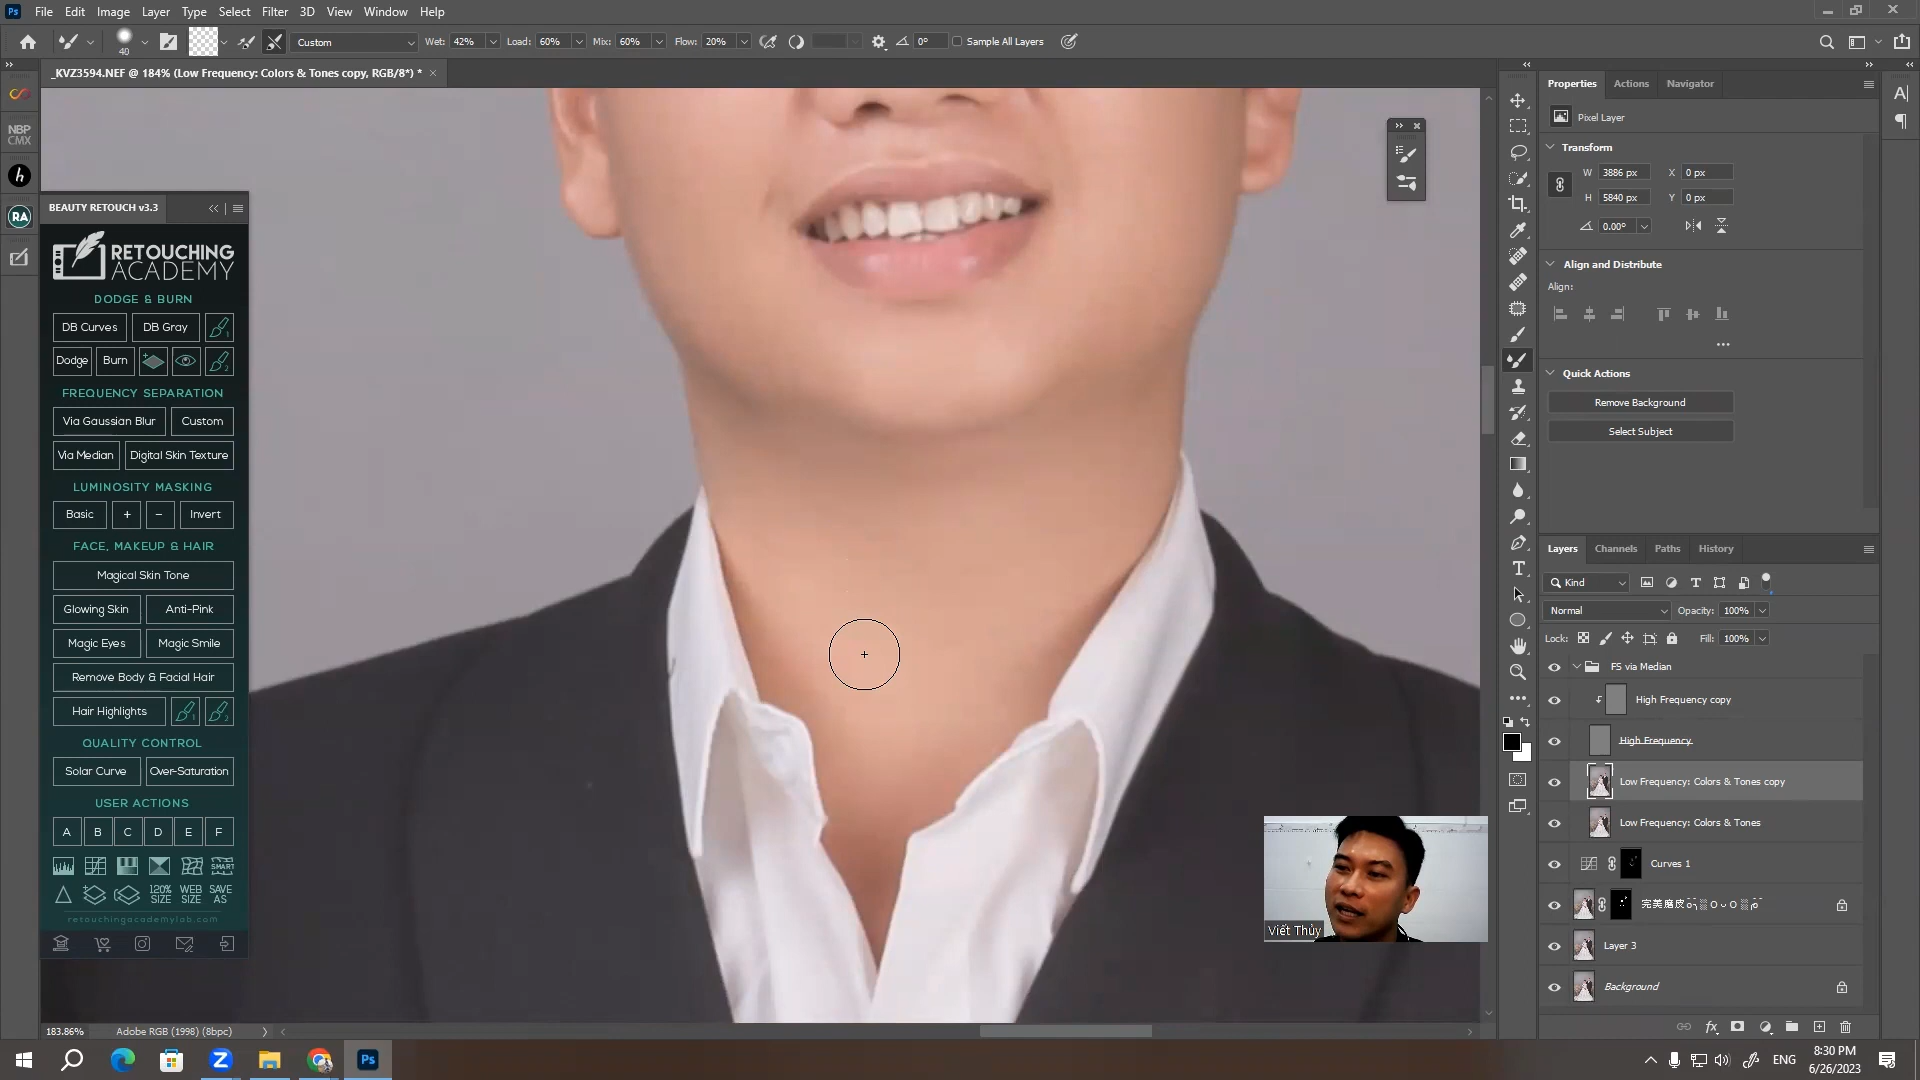 Ps File Edit Image Layer Type Select Filter 3D View Window Help
40 Custom Wet: 42% Load: 60% Mix: 60% Flow: 20% 0° Sample All Layers
_KVZ3594.NEF @ 184% (Low Frequency: Colors & Tones copy, RGB/8*) *
NBP
CMX
h
RA
BEAUTY RETOUCH v3.3
RETOUCHING
ACADEMY
DODGE & BURN
DB Curves DB Gray 1
Dodge Burn 2
FREQUENCY SEPARATION
Via Gaussian Blur Custom
Via Median Digital Skin Texture
LUMINOSITY MASKING
Basic + − Invert
FACE, MAKEUP & HAIR
Magical Skin Tone
Glowing Skin Anti-Pink
Magic Eyes Magic Smile
Remove Body & Facial Hair
Hair Highlights 1 2
QUALITY CONTROL
Solar Curve Over-Saturation
USER ACTIONS
A B C D E F
SMART
120% SIZE WEB SIZE SAVE AS
retouchingacademylab.com
Properties Actions Navigator
Pixel Layer
Transform
W 3886 px X 0 px
H 5840 px Y 0 px
0.00°
Align and Distribute
Align:
Quick Actions
Remove Background
Select Subject
Layers Channels Paths History
Kind
Normal Opacity: 100%
Lock: Fill: 100%
FS via Median
High Frequency copy
High Frequency
Low Frequency: Colors & Tones copy
Low Frequency: Colors & Tones
Curves 1
完美磨皮
Layer 3
Background
fx
Viết Thủy
183.86% Adobe RGB (1998) (8bpc)
Z Ps ENG 8:30 PM
6/26/2023